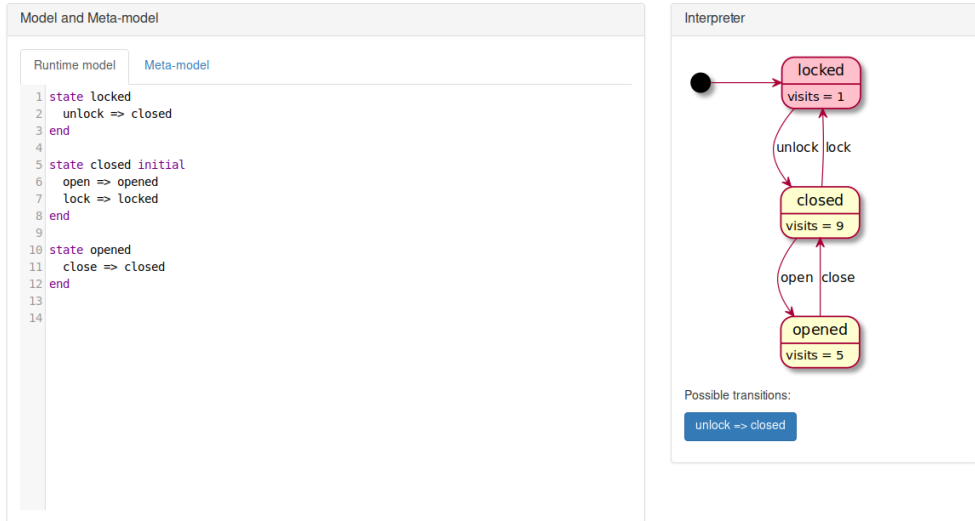 Model and Meta-model
Runtime model
Meta-model
1 state locked
2   unlock => closed
3 end
4
5 state closed initial
6   open => opened
7   lock => locked
8 end
9
10 state opened
11   close => closed
12 end
13
14
Interpreter
locked
visits = 1
unlock lock
closed
visits = 9
open close
opened
visits = 5
Possible transitions:
unlock => closed